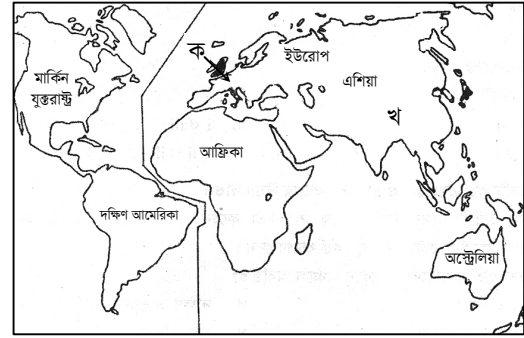 ক
ইউরোপ
মার্কিন
যুক্তরাষ্ট্র
এশিয়া
খ
আফ্রিকা
দক্ষিণ আমেরিকা
অস্ট্রেলিয়া